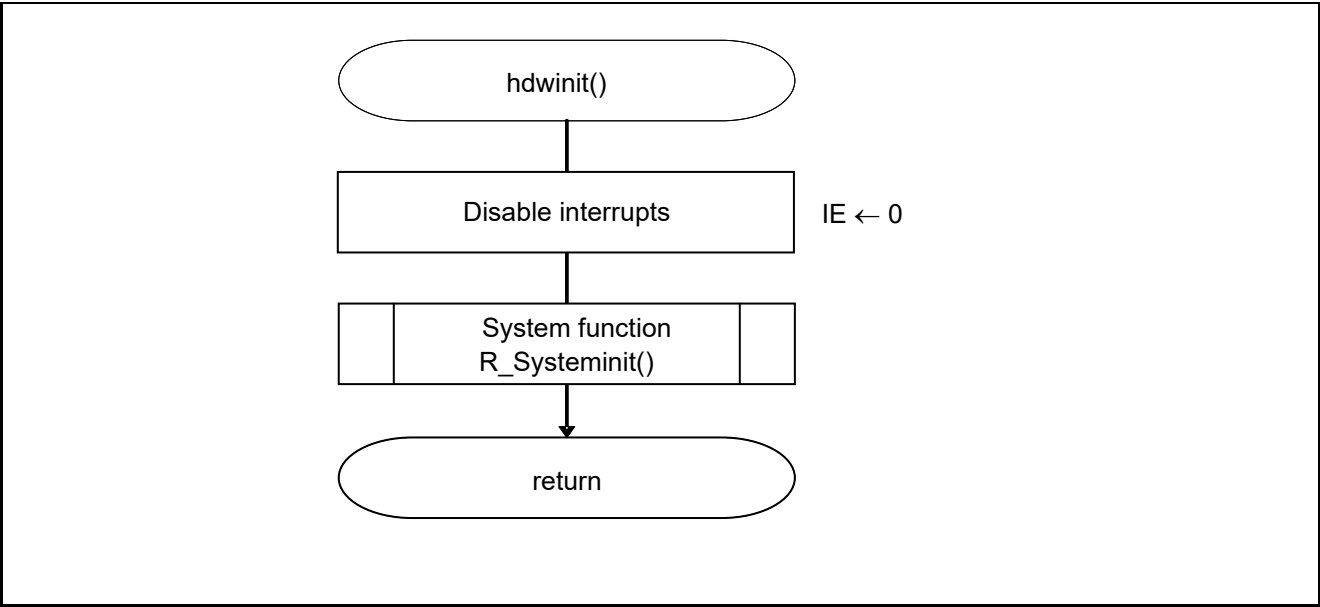 hdwinit()
Disable interrupts
IE ← 0
System function
R_Systeminit()
return